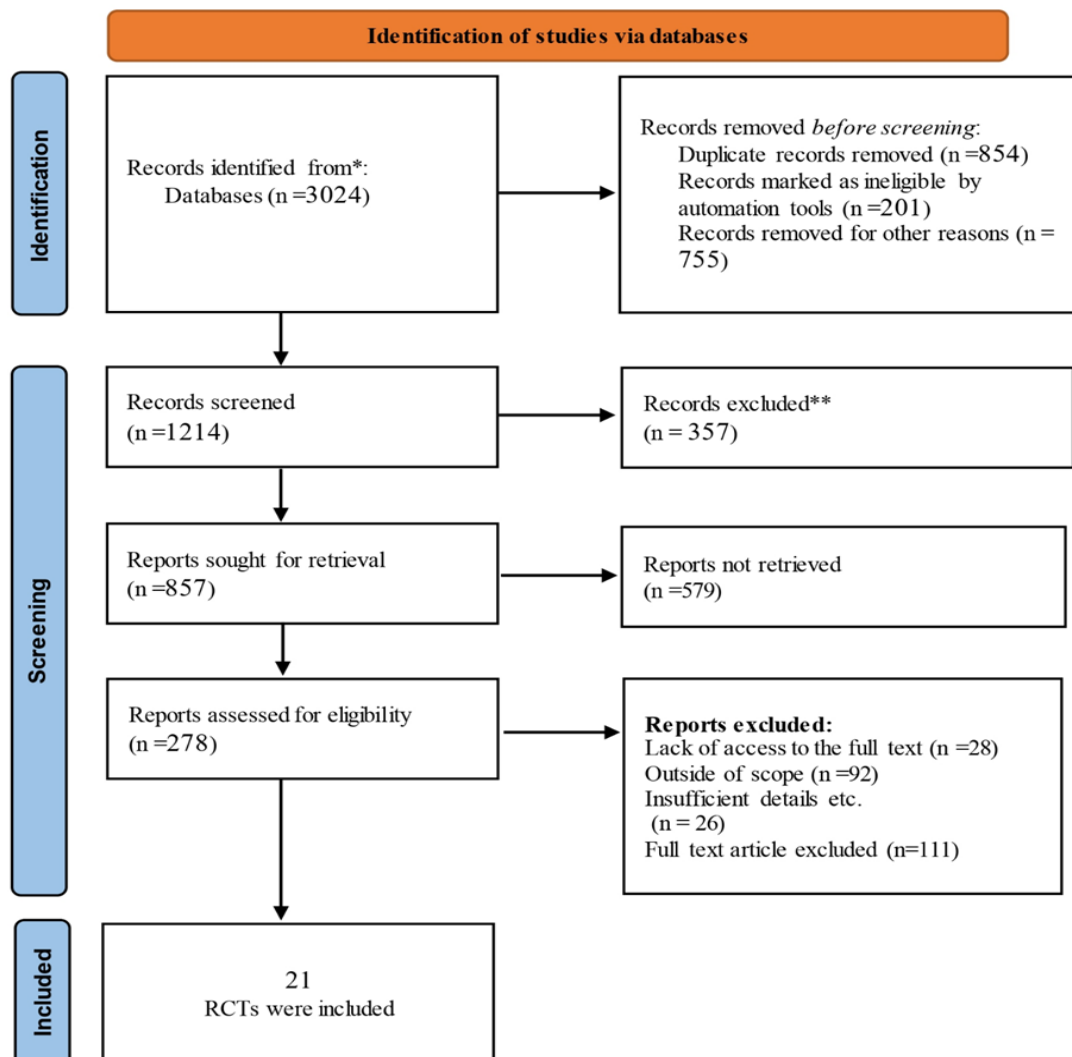 Identification of studies via databases
Identification
Records identified from*:
Databases (n =3024)
Records removed before screening:
Duplicate records removed (n =854)
Records marked as ineligible by
automation tools (n =201)
Records removed for other reasons (n =
755)
Screening
Records screened
(n =1214)
Records excluded**
(n = 357)
Reports sought for retrieval
(n =857)
Reports not retrieved
(n =579)
Reports assessed for eligibility
(n =278)
Reports excluded:
Lack of access to the full text (n =28)
Outside of scope (n =92)
Insufficient details etc.
(n = 26)
Full text article excluded (n=111)
Included
21
RCTs were included